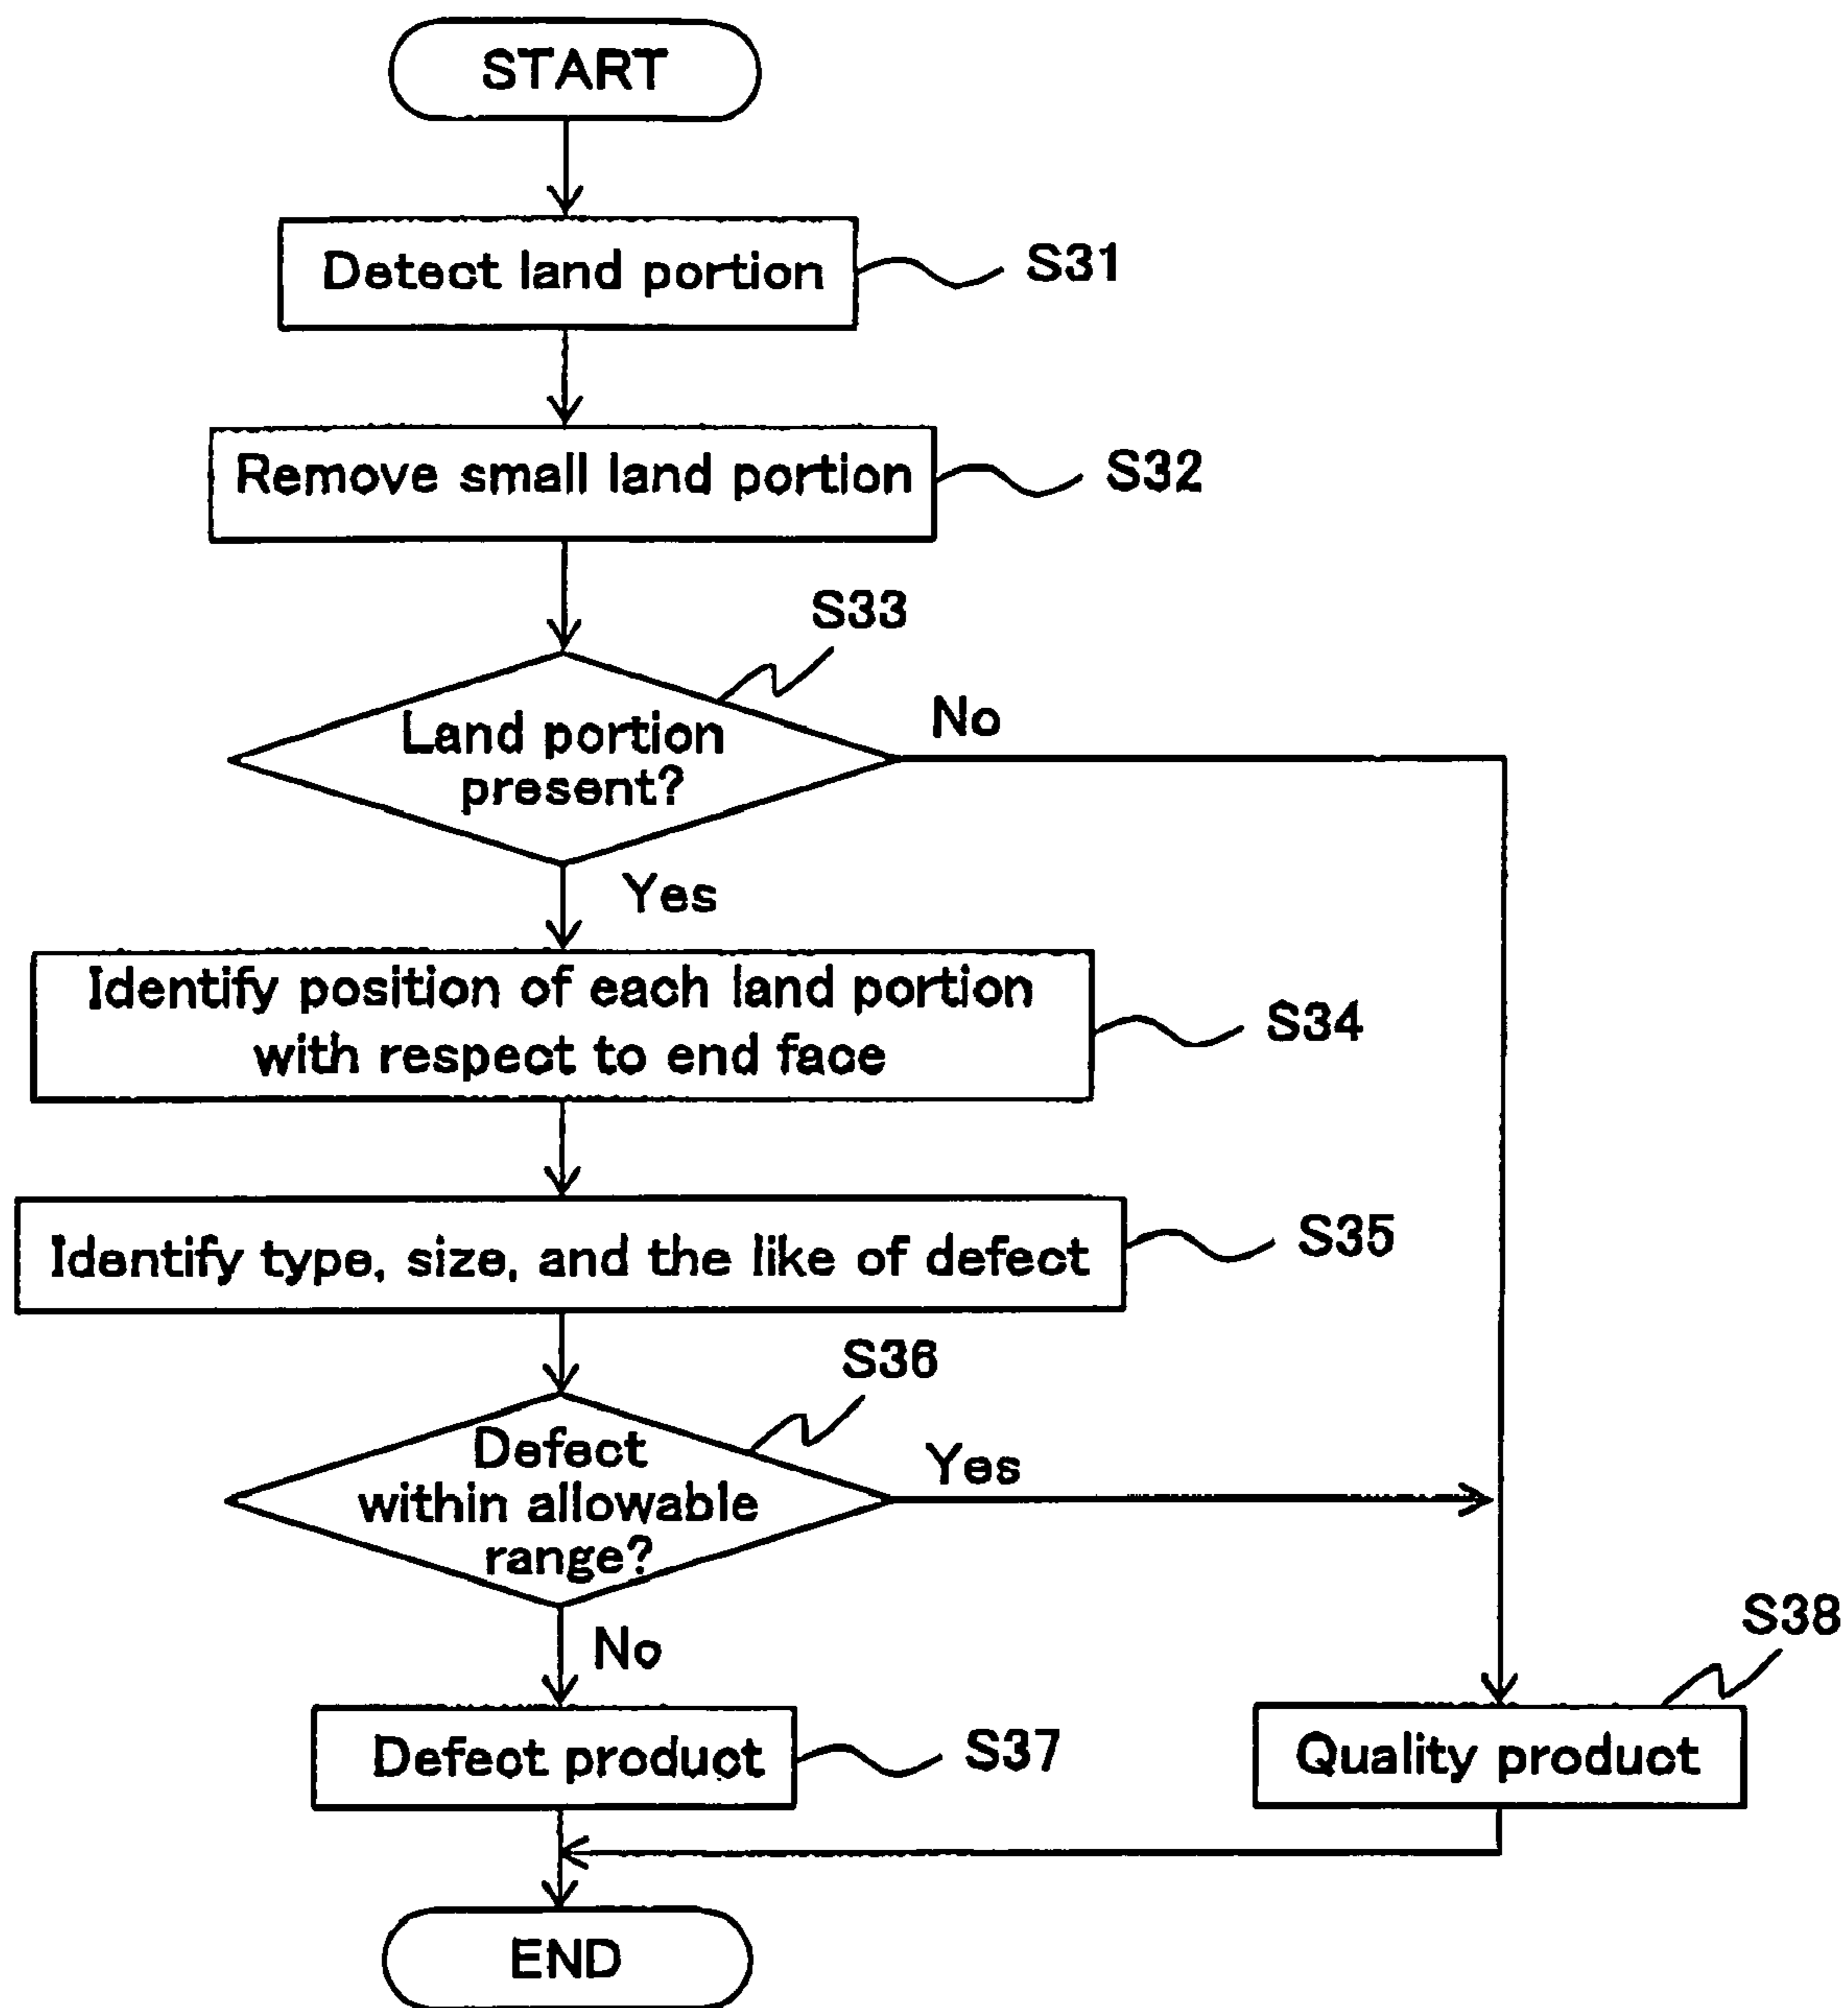 START
Detect land portion
S31
Remove small land portion
S32
S33
Land portion
present?
No
Yes
Identify position of each land portion
with respect to end face
S34
Identify type, size, and the like of defect
S35
S36
Defect
within allowable
range?
Yes
No
S38
Defect product
S37
Quality product
END